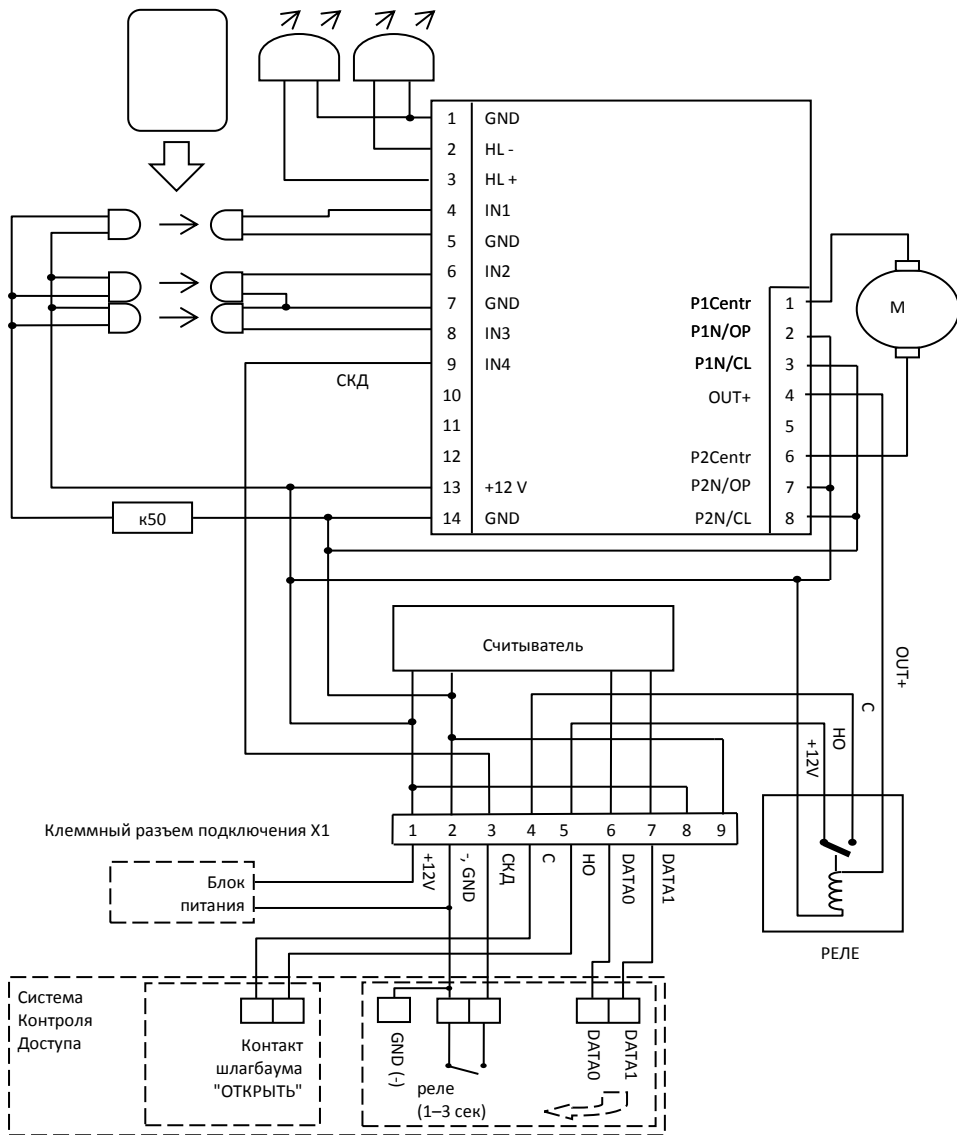 1 GND
2 HL -
3 HL +
4 IN1
5 GND
6 IN2
7 GND
8 IN3
9 IN4
10
11
12
13 +12 V
14 GND
P1Centr 1
P1N/OP 2
P1N/CL 3
OUT+ 4
5
P2Centr 6
P2N/OP 7
P2N/CL 8
М
СКД
к50
Считыватель
OUT+
С
НО
+12V
Клеммный разъем подключения X1
1 2 3 4 5 6 7 8 9
+12V
-, GND
СКД
С
НО
DATA0
DATA1
Блок
питания
РЕЛЕ
Система
Контроля
Доступа
Контакт
шлагбаума
"ОТКРЫТЬ"
GND (-)
реле
(1–3 сек)
DATA0
DATA1